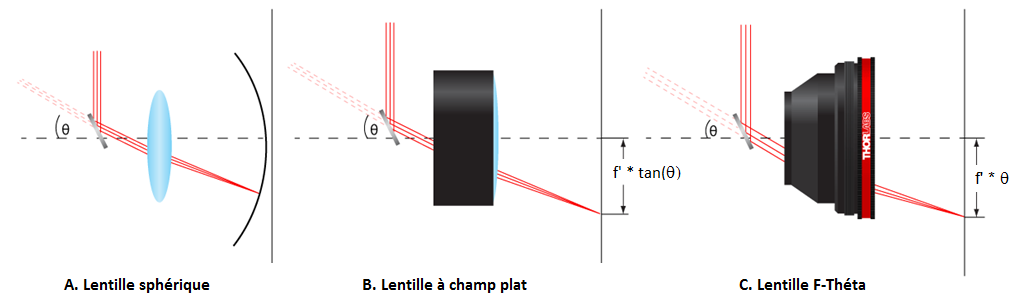 θ
θ
f' * tan(θ)
THORLABS
θ
f' * θ
A. Lentille sphérique
B. Lentille à champ plat
C. Lentille F-Théta